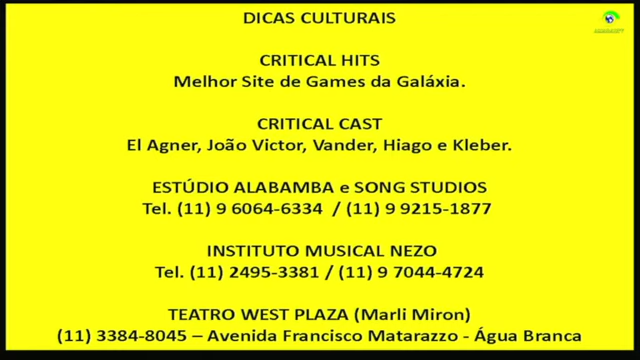 DICAS CULTURAIS
CRITICAL HITS
Melhor Site de Games da Galáxia.
CRITICAL CAST
El Agner, João Victor, Vander, Hiago e Kleber.
ESTÚDIO ALABAMBA e SONG STUDIOS
Tel. (11) 9 6064-6334 / (11) 9 9215-1877
INSTITUTO MUSICAL NEZO
Tel. (11) 2495-3381 / (11) 9 7044-4724
TEATRO WEST PLAZA (Marli Miron)
(11) 3384-8045 – Avenida Francisco Matarazzo - Água Branca